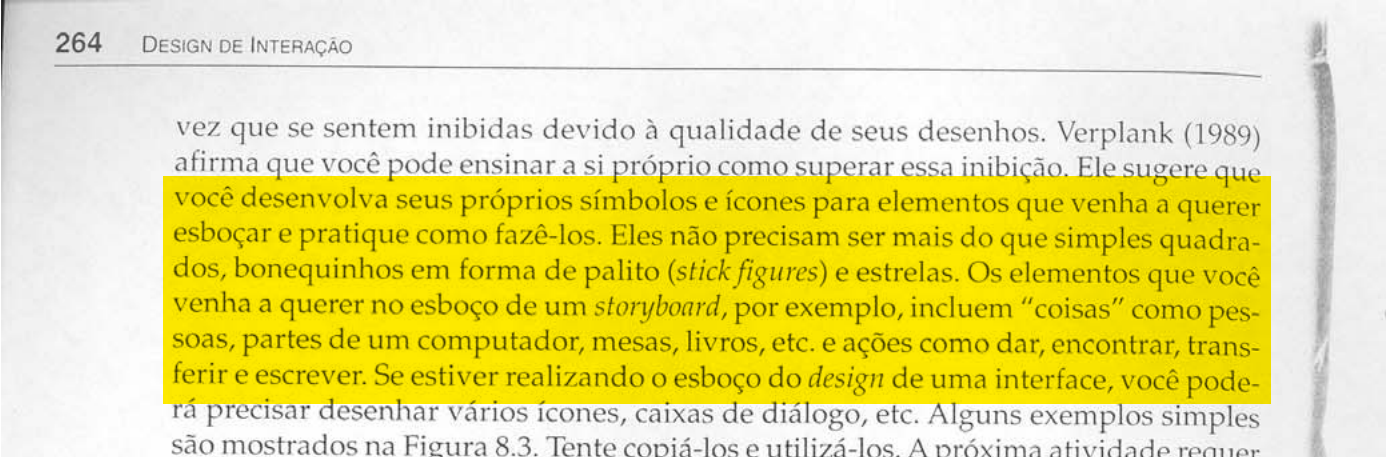 264 DESIGN DE INTERAÇÃO
vez que se sentem inibidas devido à qualidade de seus desenhos. Verplank (1989)
afirma que você pode ensinar a si próprio como superar essa inibição. Ele sugere que
você desenvolva seus próprios símbolos e ícones para elementos que venha a querer
esboçar e pratique como fazê-los. Eles não precisam ser mais do que simples quadra-
dos, bonequinhos em forma de palito (stick figures) e estrelas. Os elementos que você
venha a querer no esboço de um storyboard, por exemplo, incluem "coisas" como pes-
soas, partes de um computador, mesas, livros, etc. e ações como dar, encontrar, trans-
ferir e escrever. Se estiver realizando o esboço do design de uma interface, você pode-
rá precisar desenhar vários ícones, caixas de diálogo, etc. Alguns exemplos simples
são mostrados na Figura 8.3. Tente copiá-los e utilizá-los. A próxima atividade requer